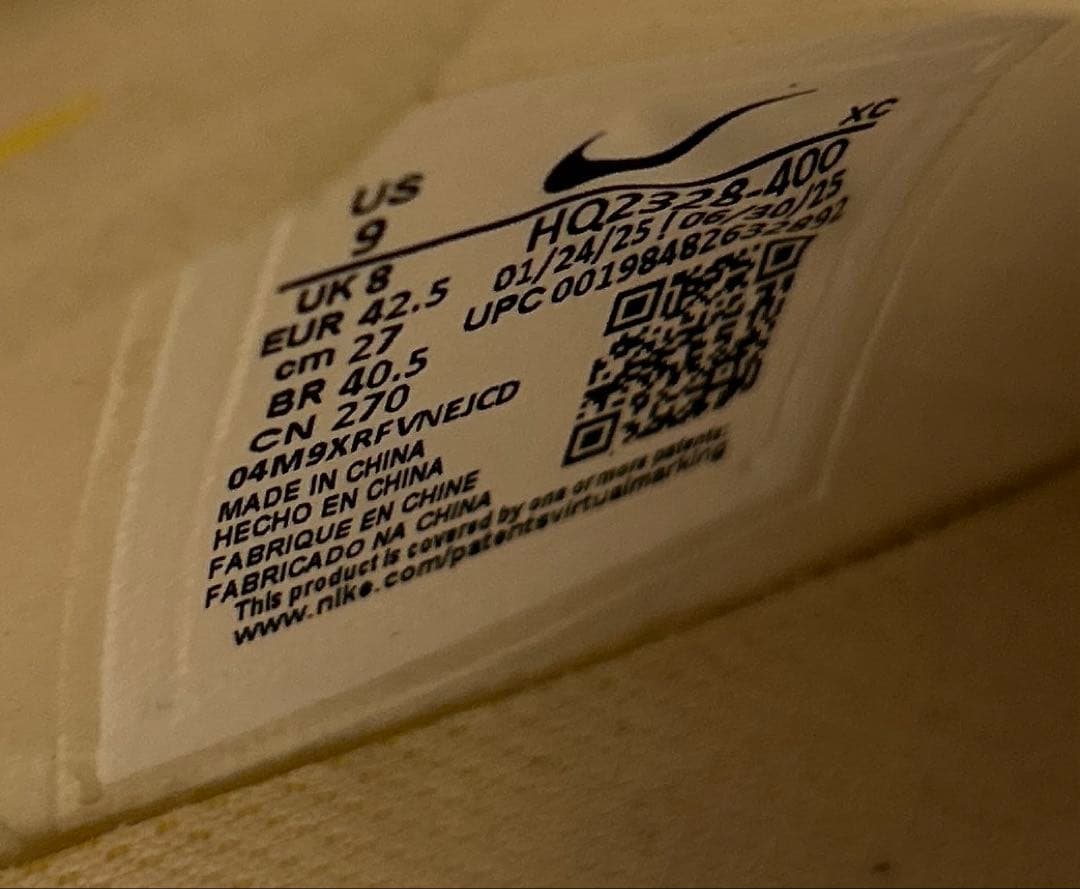 XC
US
9
HQ2328-400
01/24/25 | 06/30/25
UPC 00198482632892
UK 8
EUR 42.5
cm 27
BR 40.5
CN 270
04M9XRFVNEJCD
MADE IN CHINA
HECHO EN CHINA
FABRIQUE EN CHINE
FABRICADO NA CHINA
This product is covered by one or more patents.
www.nike.com/patentsvirtualmarking